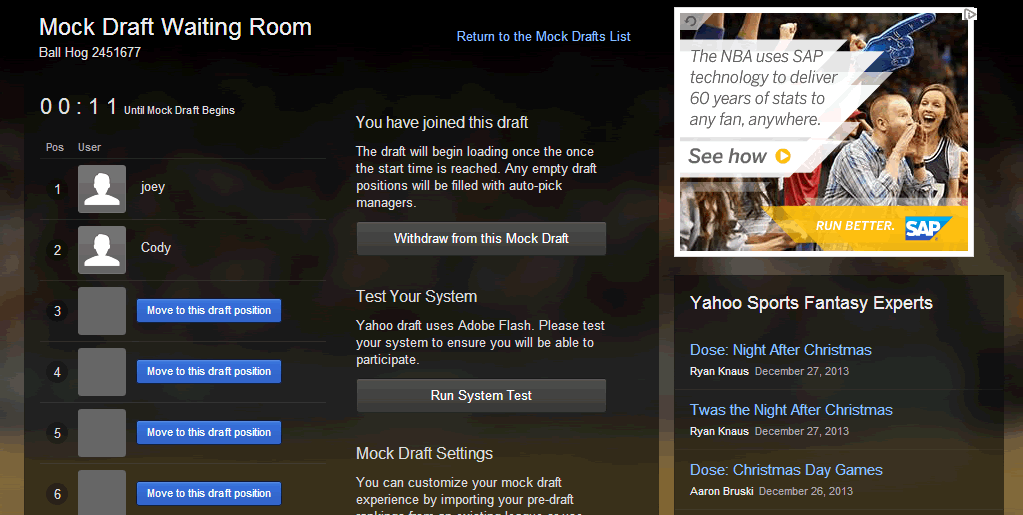 Mock Draft Waiting Room
Ball Hog 2451677
Return to the Mock Drafts List
00:11 Until Mock Draft Begins
Pos User
1 joey
2 Cody
3 Move to this draft position
4 Move to this draft position
5 Move to this draft position
6 Move to this draft position
You have joined this draft
The draft will begin loading once the once
the start time is reached. Any empty draft
positions will be filled with auto-pick
managers.
Withdraw from this Mock Draft
Test Your System
Yahoo draft uses Adobe Flash. Please test
your system to ensure you will be able to
participate.
Run System Test
Mock Draft Settings
You can customize your mock draft
experience by importing your pre-draft
rankings from an existing league or use
The NBA uses SAP
technology to deliver
60 years of stats to
any fan, anywhere.
See how
RUN BETTER.
SAP
Yahoo Sports Fantasy Experts
Dose: Night After Christmas
Ryan Knaus December 27, 2013
Twas the Night After Christmas
Ryan Knaus December 27, 2013
Dose: Christmas Day Games
Aaron Bruski December 26, 2013